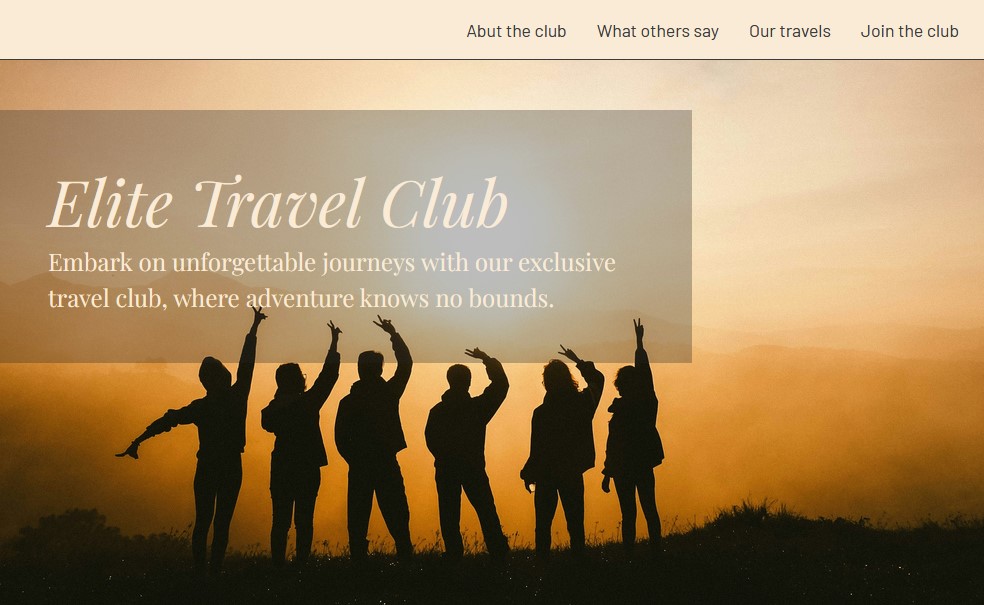 Abut the club What others say Our travels Join the club
Elite Travel Club
Embark on unforgettable journeys with our exclusive
travel club, where adventure knows no bounds.